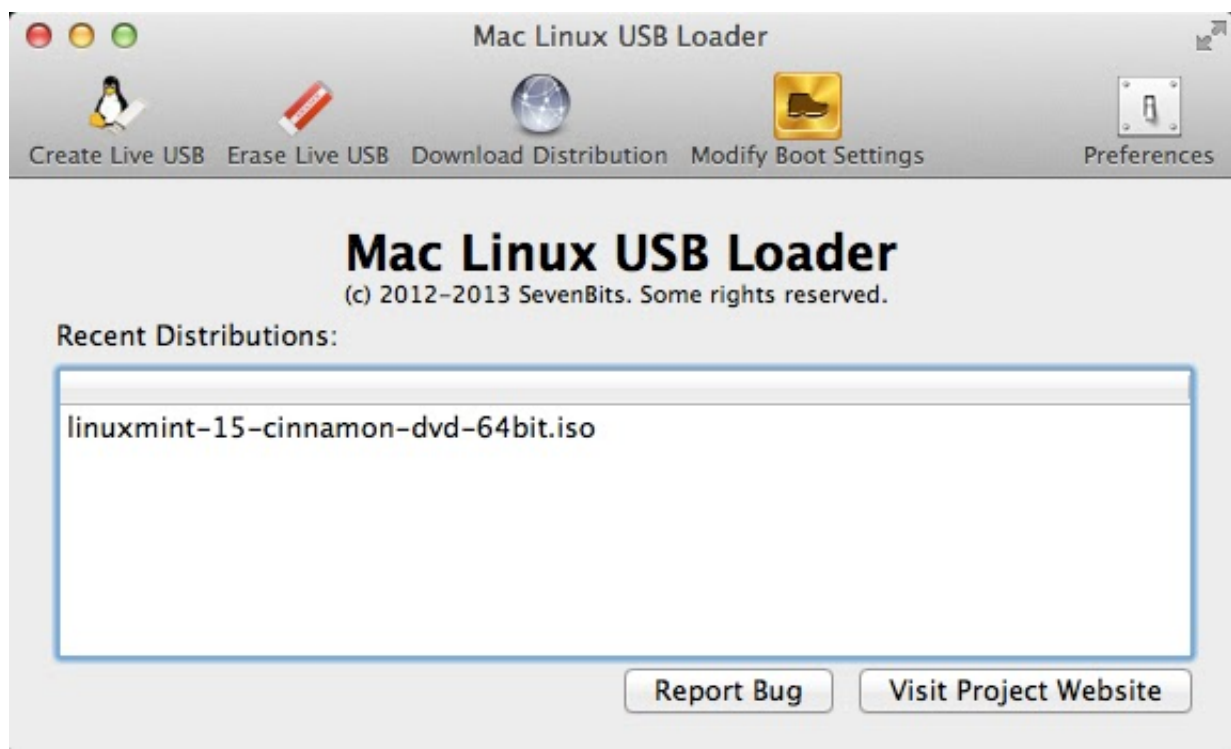 Mac Linux USB Loader
Create Live USB Erase Live USB Download Distribution Modify Boot Settings Preferences
Mac Linux USB Loader
(c) 2012–2013 SevenBits. Some rights reserved.
Recent Distributions:
linuxmint-15-cinnamon-dvd-64bit.iso
Report Bug Visit Project Website